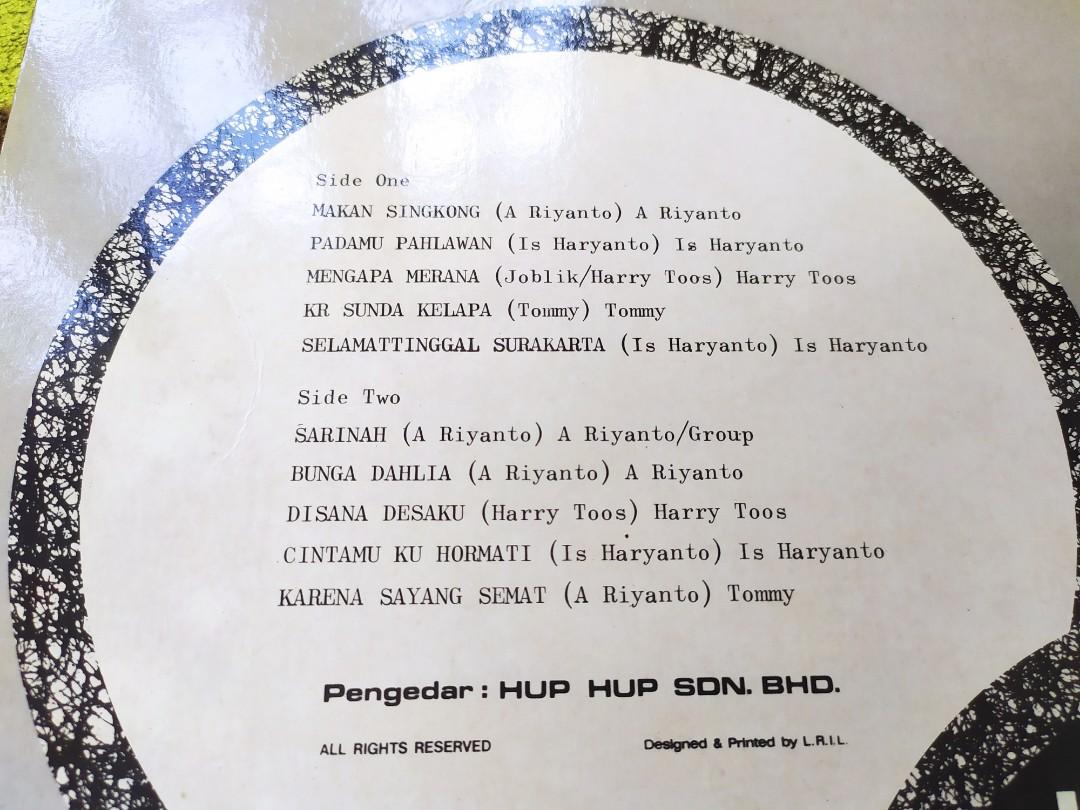 Side One
MAKAN SINGKONG (A Riyanto) A Riyanto
PADAMU PAHLAWAN (Is Haryanto) Is Haryanto
MENGAPA MERANA (Joblik/Harry Toos) Harry Toos
KR SUNDA KELAPA (Tommy) Tommy
SELAMATTINGGAL SURAKARTA (Is Haryanto) Is Haryanto
Side Two
SARINAH (A Riyanto) A Riyanto/Group
BUNGA DAHLIA (A Riyanto) A Riyanto
DISANA DESAKU (Harry Toos) Harry Toos
CINTAMU KU HORMATI (Is Haryanto) Is Haryanto
KARENA SAYANG SEMAT (A Riyanto) Tommy
Pengedar : HUP HUP SDN. BHD.
ALL RIGHTS RESERVED
Designed & Printed by L.R.I.L.